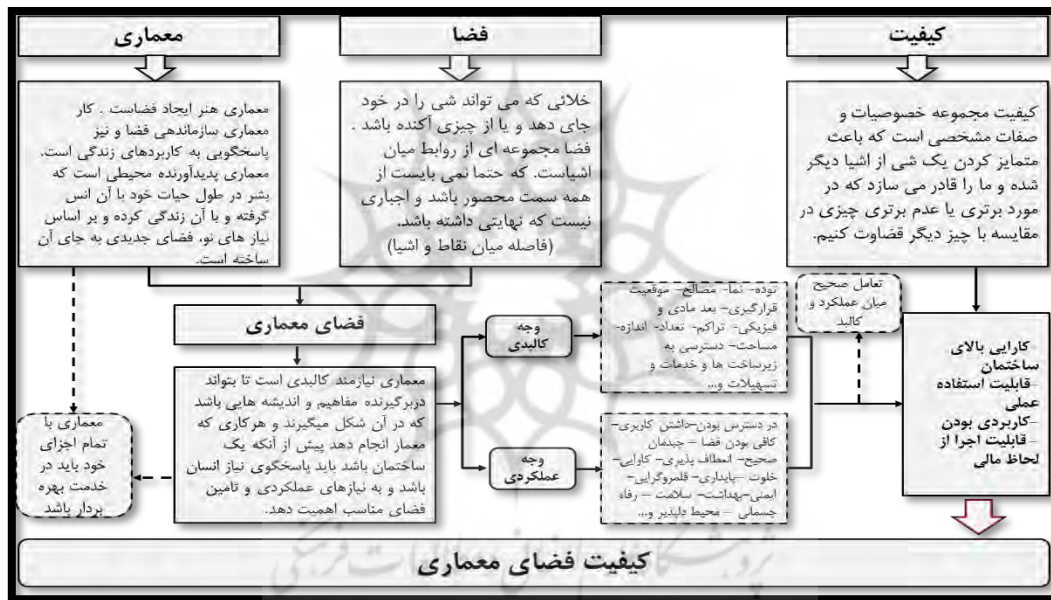 معماری
فضا
کیفیت
معماری هنر ایجاد فضاست . کار
معماری سازماندهی فضا و نیز
پاسخگویی به کاربردهای زندگی است.
معماری پدیدآورنده محیطی است که
بشر در طول حیات خود با آن انس
گرفته و با آن زندگی کرده و بر اساس
نیاز های نو، فضای جدیدی به جای آن
ساخته است.
خلائی که می تواند شی را در خود
جای دهد و یا از چیزی آکنده باشد .
فضا مجموعه ای از روابط میان
اشیاست. که حتما نمی بایست از
همه سمت محصور باشد و اجباری
نیست که نهایتی داشته باشد.
(فاصله میان نقاط و اشیا)
کیفیت مجموعه خصوصیات و
صفات مشخصی است که باعث
متمایز کردن یک شی از اشیا دیگر
شده و ما را قادر می سازد که در
مورد برتری یا عدم برتری چیزی در
مقایسه با چیز دیگر قضاوت کنیم.
فضای معماری
معماری نیازمند کالبدی است تا بتواند
دربرگیرنده مفاهیم و اندیشه هایی باشد
که در آن شکل میگیرند و هرکاری که
معمار انجام دهد پیش از آنکه یک
ساختمان باشد باید پاسخگوی نیاز انسان
باشد و به نیازهای عملکردی و تامین
فضای مناسب اهمیت دهد.
معماری با
تمام اجزای
خود باید در
خدمت بهره
بردار باشد
وجه
کالبدی
وجه
عملکردی
توده- نما- مصالح- موقعیت
قرارگیری- بعد مادی و
فیزیکی- تراکم- تعداد- اندازه-
مساحت- دسترسی به
زیرساخت ها و خدمات و
تسهیلات و...
در دسترس بودن-داشتن کاربری-
کافی بودن فضا – چیدمان
صحیح- انعطاف پذیری- کارایی-
خلوت –پایداری- قلمروگرایی-
ایمنی-بهداشت- سلامت – رفاه
جسمانی – محیط دلپذیر و...
تعامل صحیح
میان عملکرد و
کالبد
-کارایی بالای
ساختمان
-قابلیت استفاده
عملی
-کاربردی بودن
- قابلیت اجرا از
لحاظ مالی
کیفیت فضای معماری
پژوهشگاه علوم انسانی و مطالعات فرهنگی